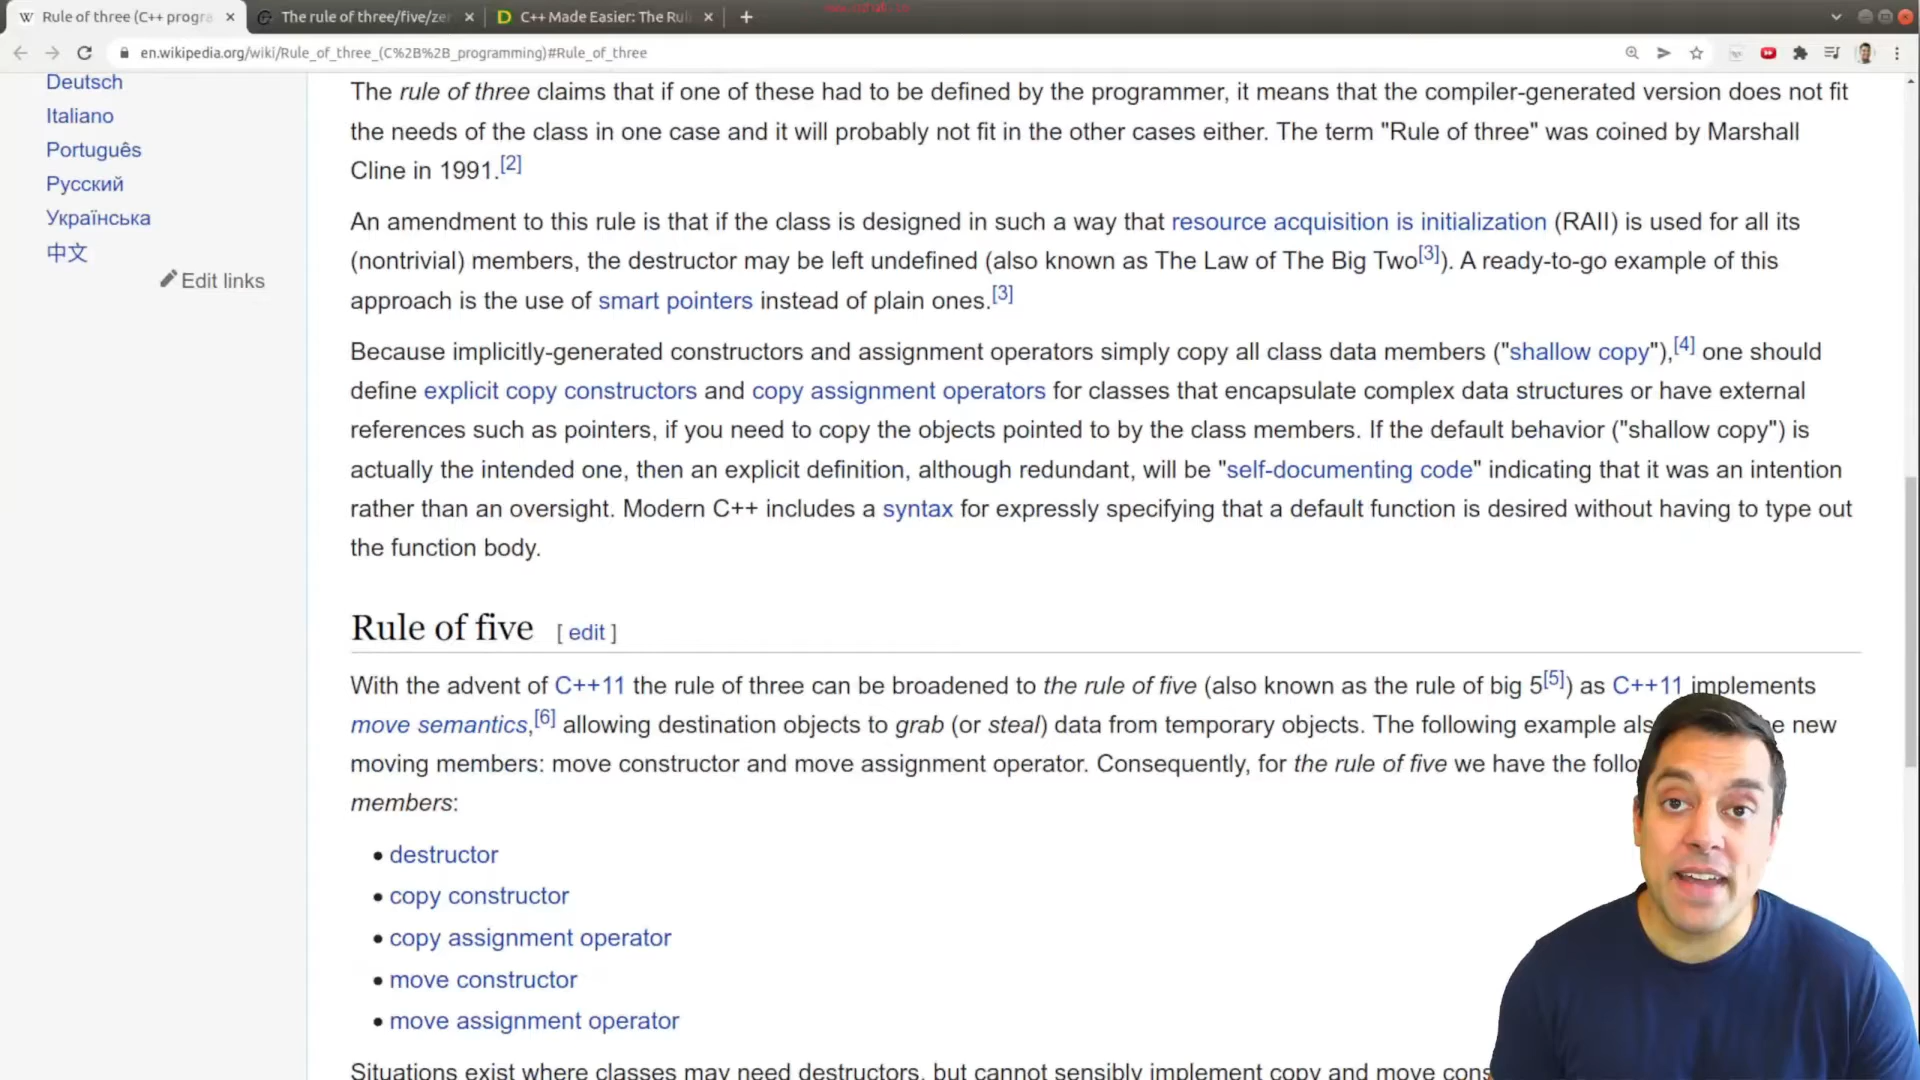 Rule of three (C++ progra
The rule of three/five/ze
C++ Made Easier: The Rul
en.wikipedia.org/wiki/Rule_of_three_(C%2B%2B_programming)#Rule_of_three
Deutsch
Italiano
Português
Русский
Українська
中文
Edit links
The rule of three claims that if one of these had to be defined by the programmer, it means that the compiler-generated version does not fit
the needs of the class in one case and it will probably not fit in the other cases either. The term "Rule of three" was coined by Marshall
Cline in 1991.[2]
An amendment to this rule is that if the class is designed in such a way that resource acquisition is initialization (RAII) is used for all its
(nontrivial) members, the destructor may be left undefined (also known as The Law of The Big Two[3]). A ready-to-go example of this
approach is the use of smart pointers instead of plain ones.[3]
Because implicitly-generated constructors and assignment operators simply copy all class data members ("shallow copy"),[4] one should
define explicit copy constructors and copy assignment operators for classes that encapsulate complex data structures or have external
references such as pointers, if you need to copy the objects pointed to by the class members. If the default behavior ("shallow copy") is
actually the intended one, then an explicit definition, although redundant, will be "self-documenting code" indicating that it was an intention
rather than an oversight. Modern C++ includes a syntax for expressly specifying that a default function is desired without having to type out
the function body.
Rule of five [ edit ]
With the advent of C++11 the rule of three can be broadened to the rule of five (also known as the rule of big 5[5]) as C++11 implements
move semantics,[6] allowing destination objects to grab (or steal) data from temporary objects. The following example als e new
moving members: move constructor and move assignment operator. Consequently, for the rule of five we have the follo
members:
• destructor
• copy constructor
• copy assignment operator
• move constructor
• move assignment operator
Situations exist where classes may need destructors, but cannot sensibly implement copy and move cons